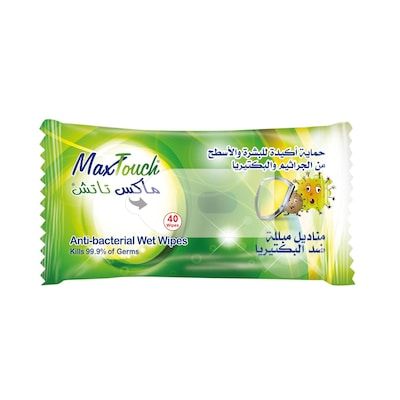 MaxTouch
ماكس تاتش
40
Wipes
Anti-bacterial Wet Wipes
Kills 99.9% of Germs
حماية أكيدة للبشرة والأسطح
من الجراثيم والبكتيريا
مناديل مبللة
ضد البكتيريا